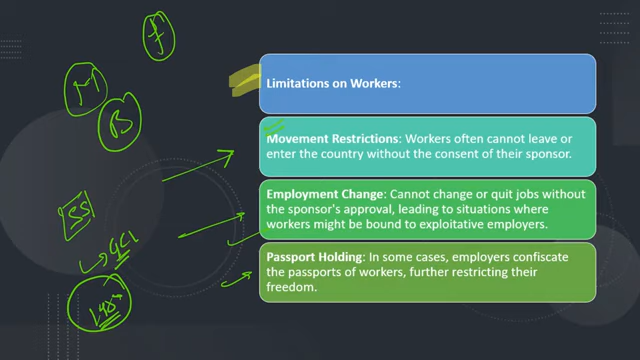 f
M
B
Limitations on Workers:
Movement Restrictions: Workers often cannot leave or
enter the country without the consent of their sponsor.
Employment Change: Cannot change or quit jobs without
the sponsor's approval, leading to situations where
workers might be bound to exploitative employers.
Passport Holding: In some cases, employers confiscate
the passports of workers, further restricting their
freedom.